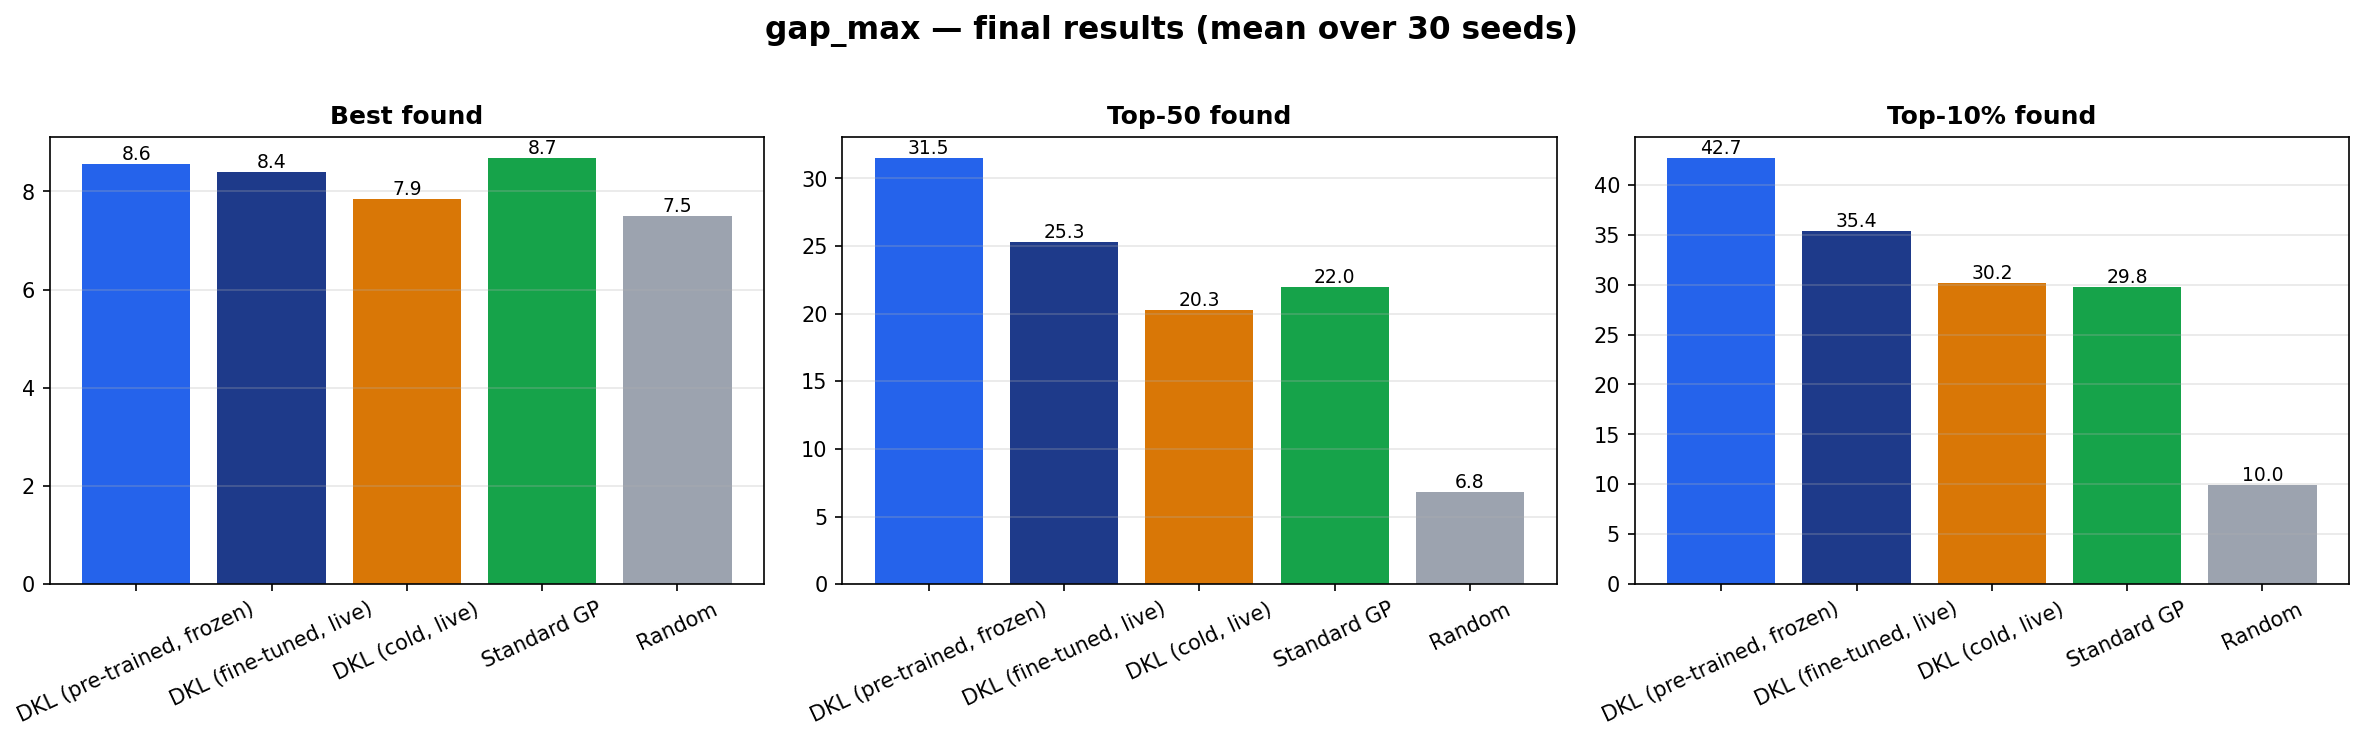 gap_max — final results (mean over 30 seeds)
Best found
8.6
8.4
7.9
8.7
7.5
8
6
4
2
0
DKL (pre-trained, frozen)
DKL (fine-tuned, live)
DKL (cold, live)
Standard GP
Random
Top-50 found
31.5
25.3
20.3
22.0
6.8
30
25
20
15
10
5
0
DKL (pre-trained, frozen)
DKL (fine-tuned, live)
DKL (cold, live)
Standard GP
Random
Top-10% found
42.7
35.4
30.2
29.8
10.0
40
35
30
25
20
15
10
5
0
DKL (pre-trained, frozen)
DKL (fine-tuned, live)
DKL (cold, live)
Standard GP
Random